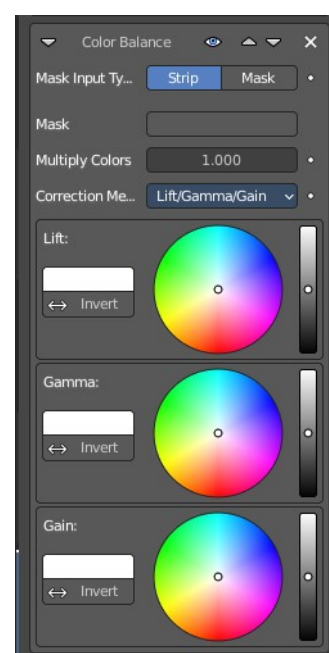 Color Balance
Mask Input Ty... Strip Mask
Mask
Multiply Colors 1.000
Correction Me... Lift/Gamma/Gain
Lift:
Invert
Gamma:
Invert
Gain:
Invert